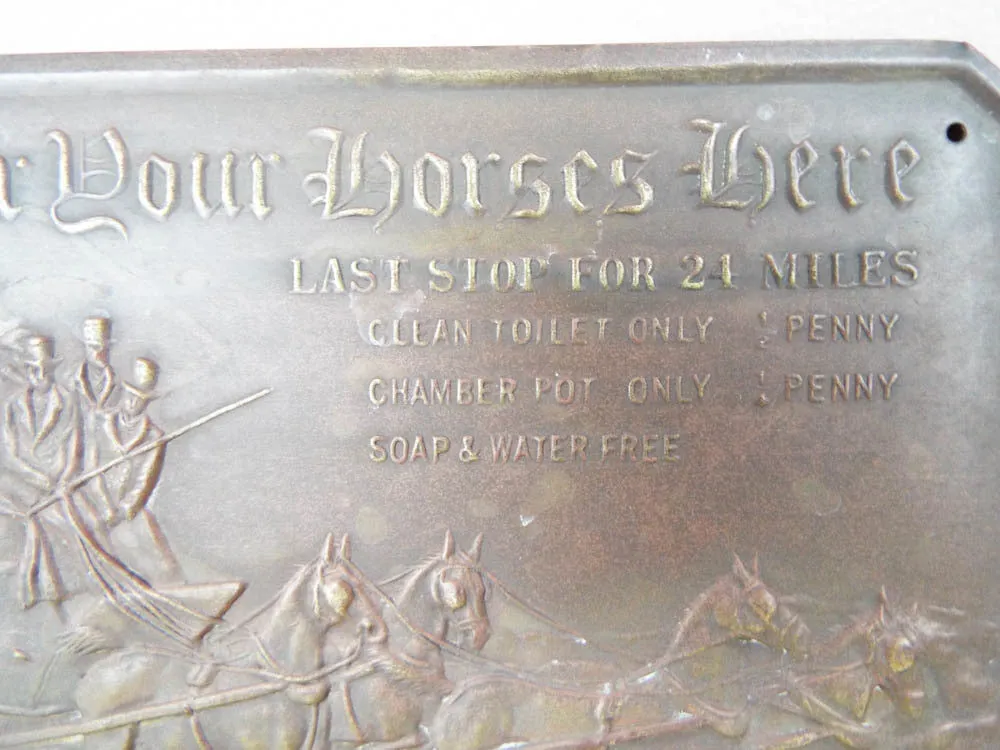 r Your Horses Here
LAST STOP FOR 24 MILES
CLEAN TOILET ONLY ½ PENNY
CHAMBER POT ONLY PENNY
SOAP & WATER FREE